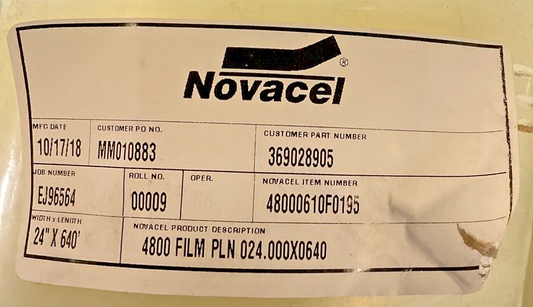 Novacel®
MFG DATE CUSTOMER PO NO. CUSTOMER PART NUMBER
10/17/18 MM010883 369028905
JOB NUMBER ROLL NO. OPER. NOVACEL ITEM NUMBER
EJ96564 00009 48000610F0195
WIDTH x LENGTH NOVACEL PRODUCT DESCRIPTION
24" X 640' 4800 FILM PLN 024.000X0640